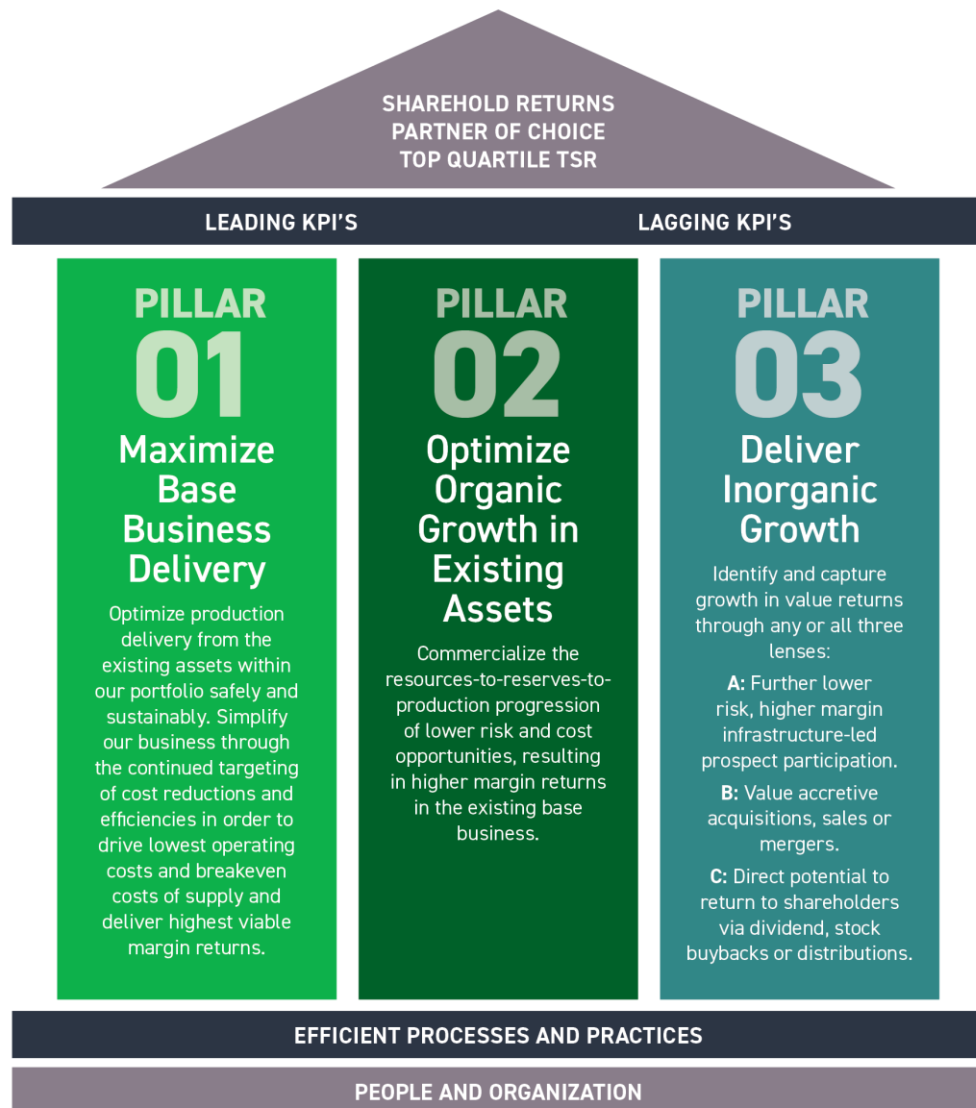 SHAREHOLD RETURNS
PARTNER OF CHOICE
TOP QUARTILE TSR
LEADING KPI'S
LAGGING KPI'S
PILLAR
01
Maximize
Base
Business
Delivery
Optimize production
delivery from the
existing assets within
our portfolio safely and
sustainably. Simplify
our business through
the continued targeting
of cost reductions and
efficiencies in order to
drive lowest operating
costs and breakeven
costs of supply and
deliver highest viable
margin returns.
PILLAR
02
Optimize
Organic
Growth in
Existing
Assets
Commercialize the
resources-to-reserves-to-
production progression
of lower risk and cost
opportunities, resulting
in higher margin returns
in the existing base
business.
PILLAR
03
Deliver
Inorganic
Growth
Identify and capture
growth in value returns
through any or all three
lenses:
A: Further lower
risk, higher margin
infrastructure-led
prospect participation.
B: Value accretive
acquisitions, sales or
mergers.
C: Direct potential to
return to shareholders
via dividend, stock
buybacks or distributions.
EFFICIENT PROCESSES AND PRACTICES
PEOPLE AND ORGANIZATION